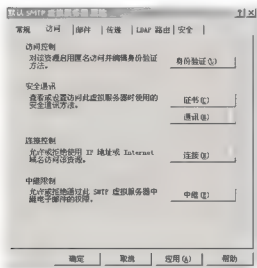 默认 SMTP 虚拟服务器 属性
常规 访问 邮件 传递 LDAP 路由 安全
访问控制
对该资源启用匿名访问并编辑身份验证方法。
身份验证(U)
安全通讯
查看或设置访问此虚拟服务器时使用的安全通讯方法。
证书(C)
通讯(M)
连接控制
允许或拒绝使用 IP 地址或 Internet
域名访问该资源。
连接(N)
中继限制
允许或拒绝通过此 SMTP 虚拟服务器中
继电子邮件的权限。
中继(E)
确定 取消 应用(A) 帮助